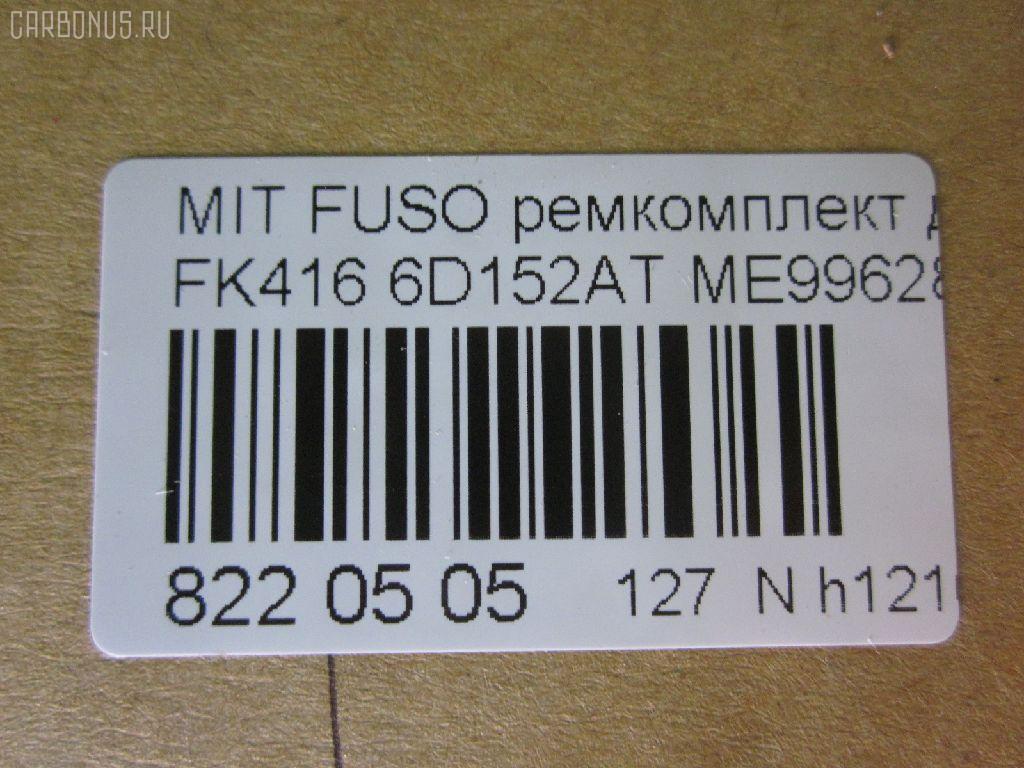 CARBONUS.RU
MIT FUSO ремкомплект
FK416 6D152AT ME99628
822 05 05 127 N h121